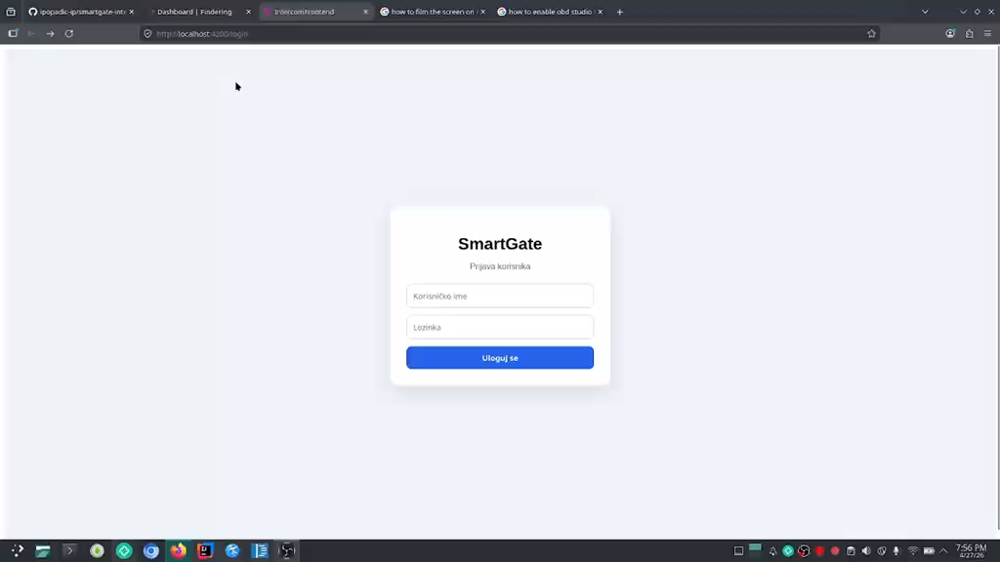 ipopadic-ip/smartgate-int
Dashboard | Findering
IntercomFrontend
how to film the screen on
how to enable obd studio
http://localhost:4200/login
SmartGate
Prijava korisnika
Korisničko ime
Lozinka
Uloguj se
7:56 PM
4/27/26